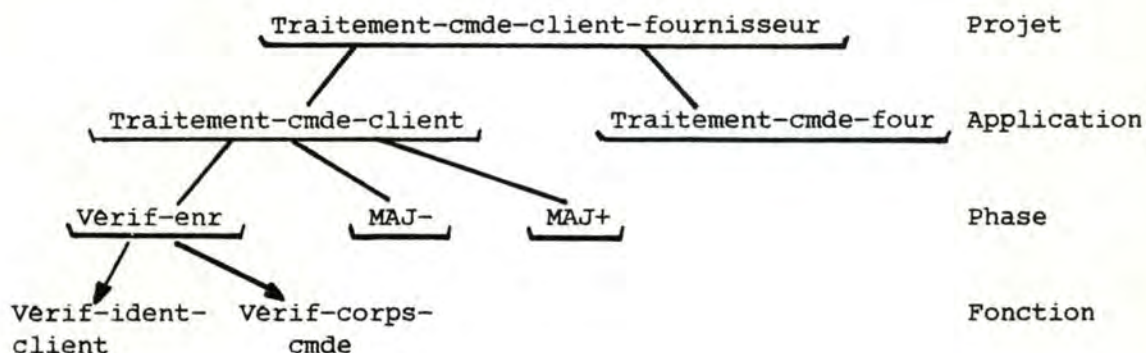 Traitement-cmde-client-fournisseur Projet
Traitement-cmde-client Traitement-cmde-four Application
Vérif-enr MAJ- MAJ+ Phase
Vérif-ident- Vérif-corps- Fonction
client cmde